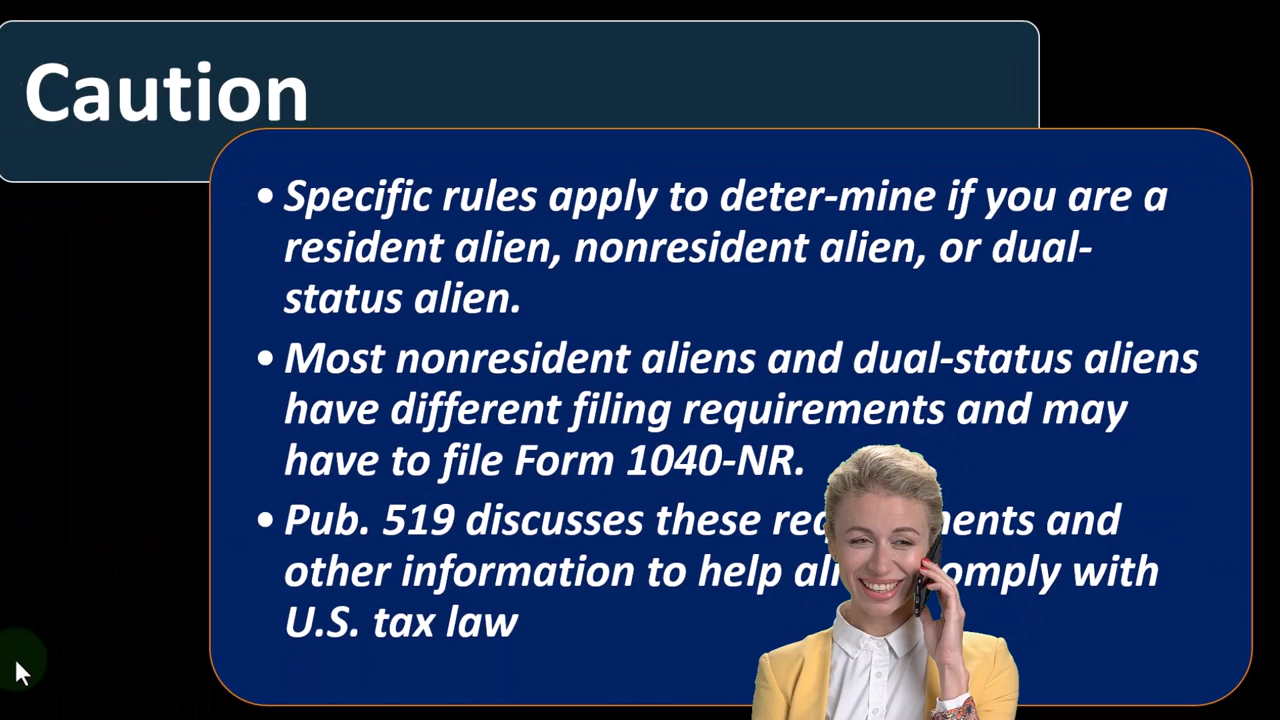 Caution
• Specific rules apply to deter-mine if you are a
resident alien, nonresident alien, or dual-
status alien.
• Most nonresident aliens and dual-status aliens
have different filing requirements and may
have to file Form 1040-NR.
• Pub. 519 discusses these and
other information to help with
U.S. tax law